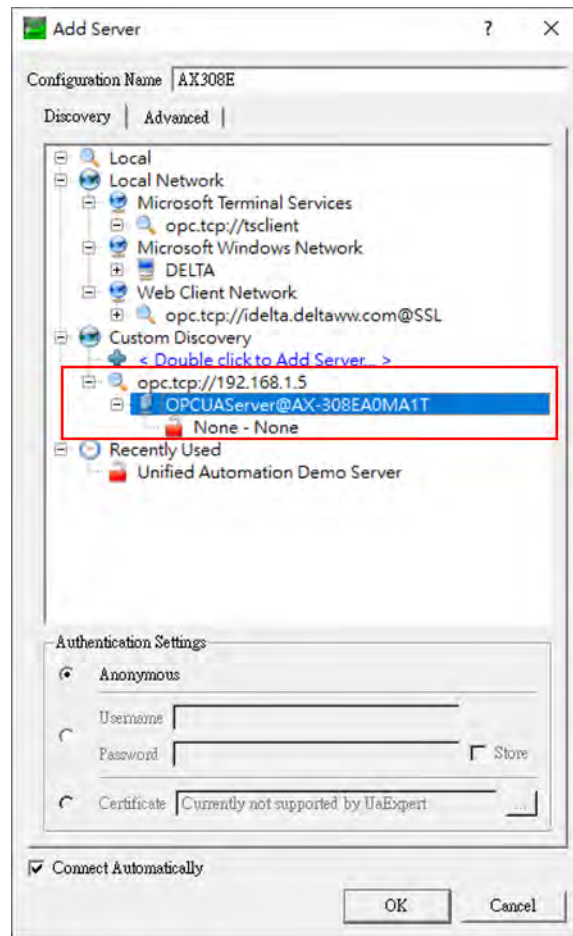 Add Server ? ×
Configuration Name AX308E
Discovery Advanced
Local
Local Network
Microsoft Terminal Services
opc.tcp://tsclient
Microsoft Windows Network
DELTA
Web Client Network
opc.tcp://idelta.deltaww.com@SSL
Custom Discovery
< Double click to Add Server... >
opc.tcp://192.168.1.5
OPCUAServer@AX-308EA0MA1T
None - None
Recently Used
Unified Automation Demo Server
Authentication Settings
Anonymous
Username
Password Store
Certificate Currently not supported by UaExpert ...
Connect Automatically
OK Cancel